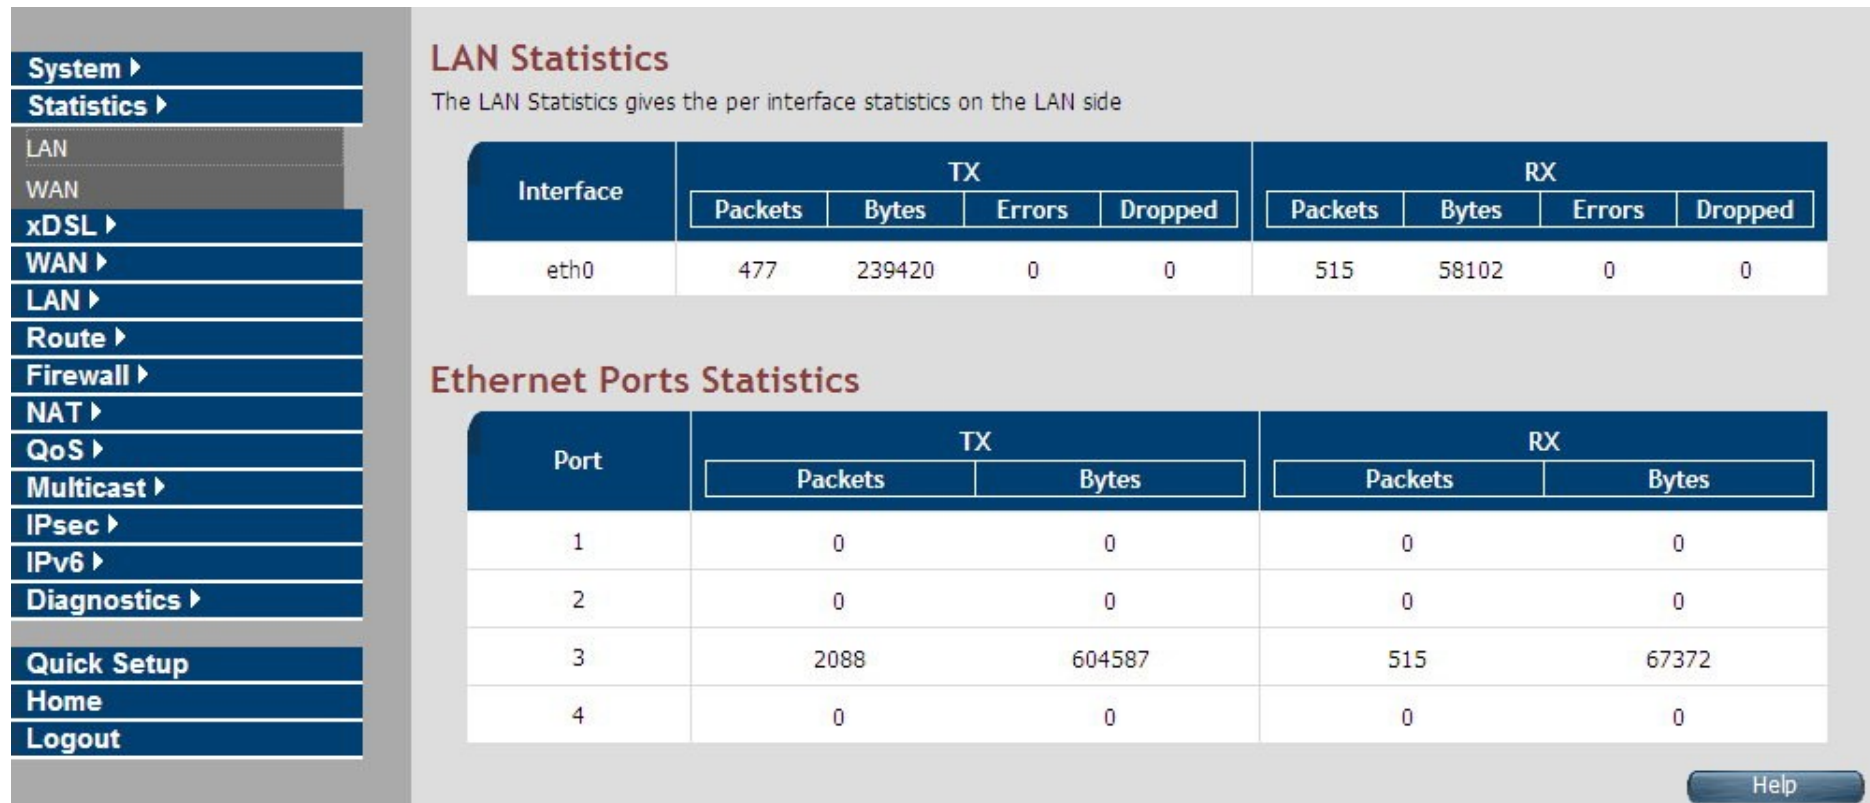 System
Statistics
LAN
WAN
xDSL
WAN
LAN
Route
Firewall
NAT
QoS
Multicast
IPsec
IPv6
Diagnostics
Quick Setup
Home
Logout
LAN Statistics
The LAN Statistics gives the per interface statistics on the LAN side
Interface TX RX
Packets Bytes Errors Dropped Packets Bytes Errors Dropped
eth0 477 239420 0 0 515 58102 0 0
Ethernet Ports Statistics
Port TX RX
Packets Bytes Packets Bytes
1 0 0 0 0
2 0 0 0 0
3 2088 604587 515 67372
4 0 0 0 0
Help